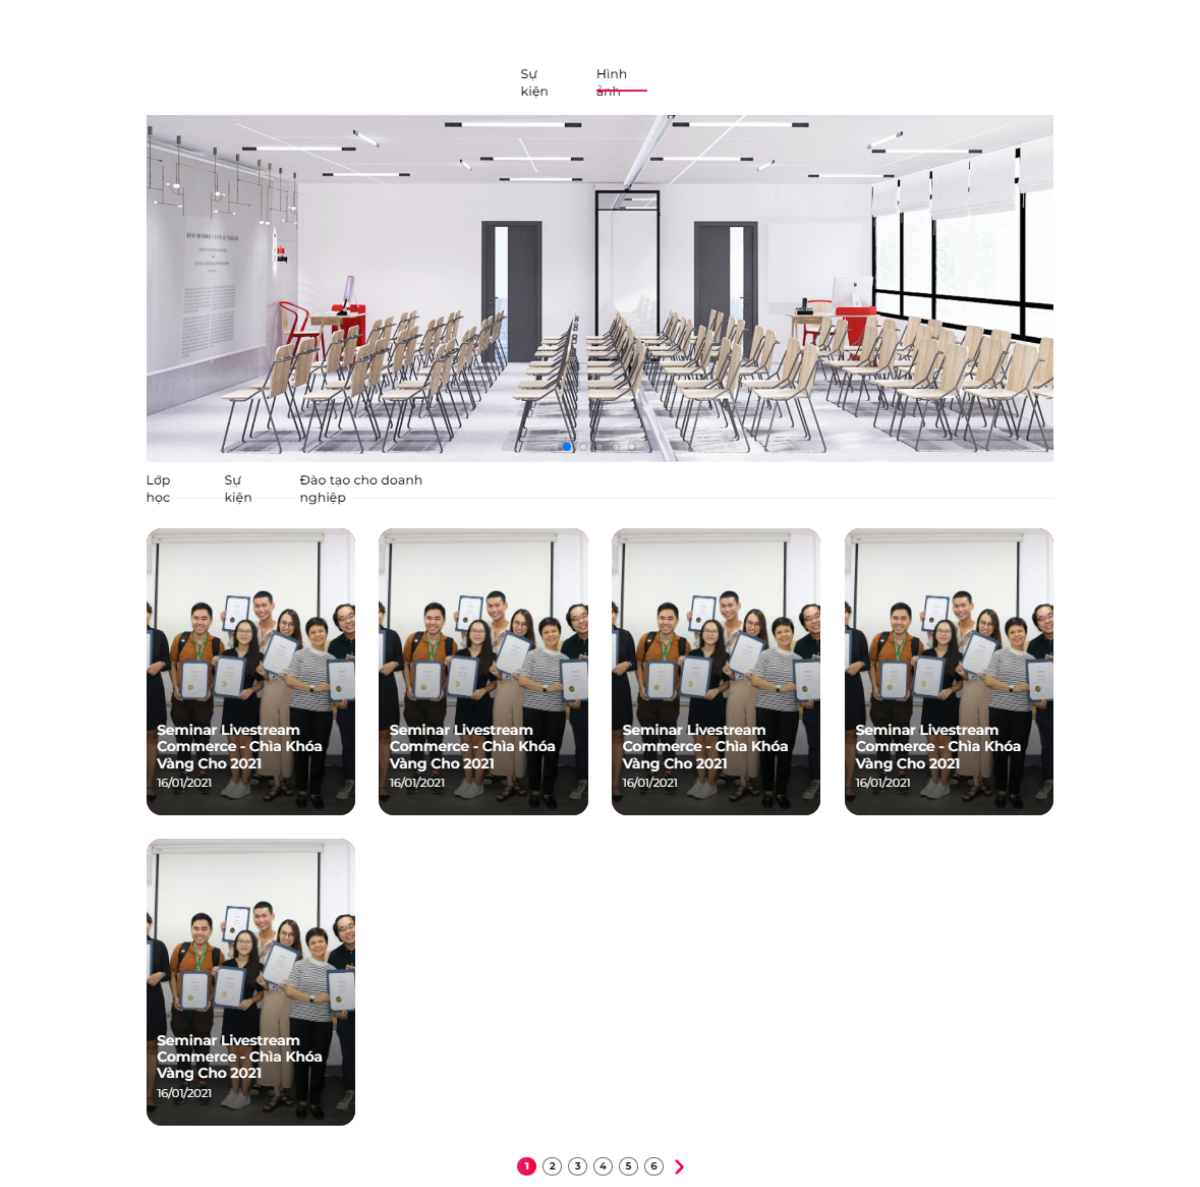 Sự
kiện
Hình
ảnh
Lớp
học
Sự
kiện
Đào tạo cho doanh
nghiệp
Seminar Livestream
Commerce - Chìa Khóa
Vàng Cho 2021
16/01/2021
Seminar Livestream
Commerce - Chìa Khóa
Vàng Cho 2021
16/01/2021
Seminar Livestream
Commerce - Chìa Khóa
Vàng Cho 2021
16/01/2021
Seminar Livestream
Commerce - Chìa Khóa
Vàng Cho 2021
16/01/2021
Seminar Livestream
Commerce - Chìa Khóa
Vàng Cho 2021
16/01/2021
1 2 3 4 5 6